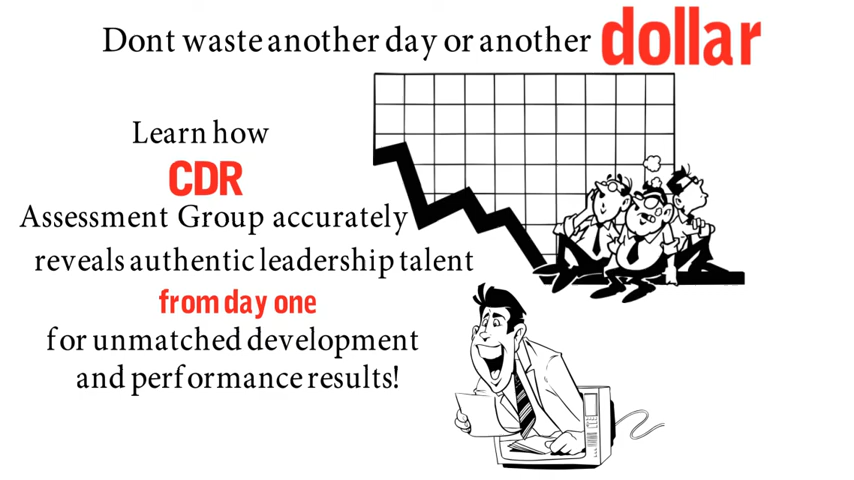 Dont waste another day or another dollar
Learn how
CDR
Assessment Group accurately
reveals authentic leadership talent
from day one
for unmatched development
and performance results!